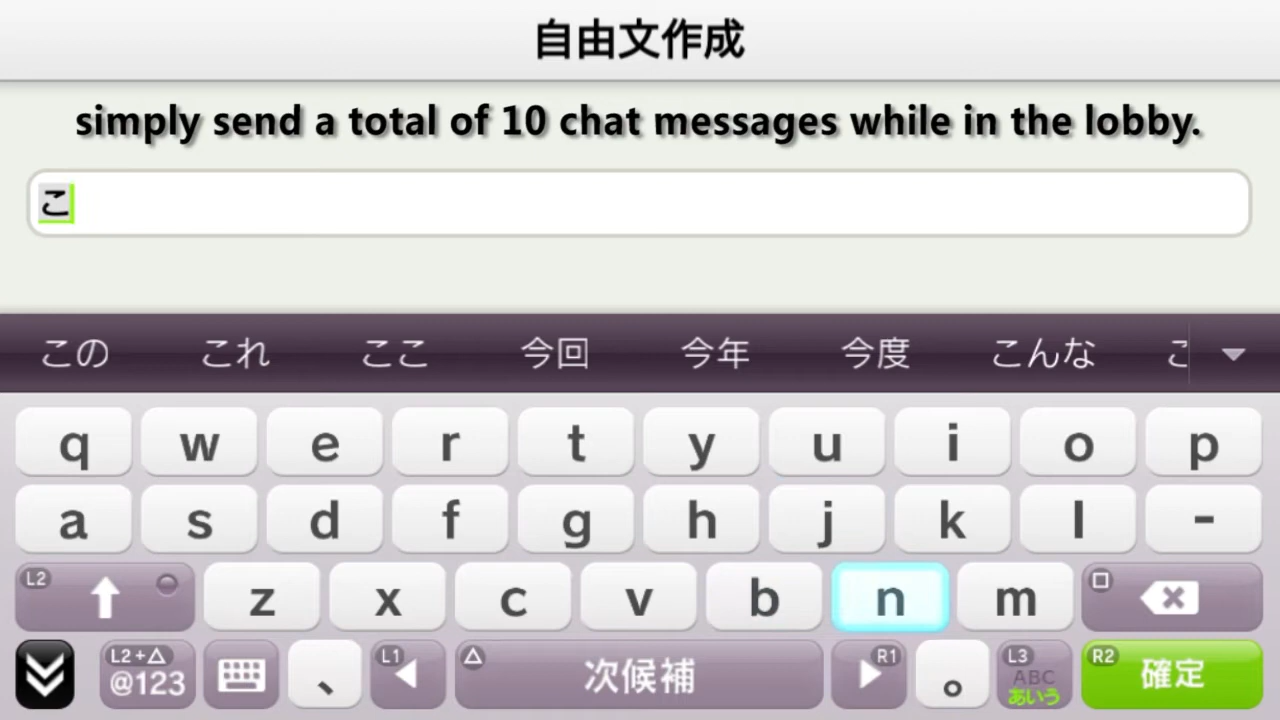 自由文作成
simply send a total of 10 chat messages while in the lobby.
こ
この これ ここ 今回 今年 今度 こんな こ
q w e r t y u i o p
a s d f g h j k l -
L2 z x c v b n m
L2+△ @123 、 L1 △ 次候補 R1 。 L3 ABC あいう R2 確定